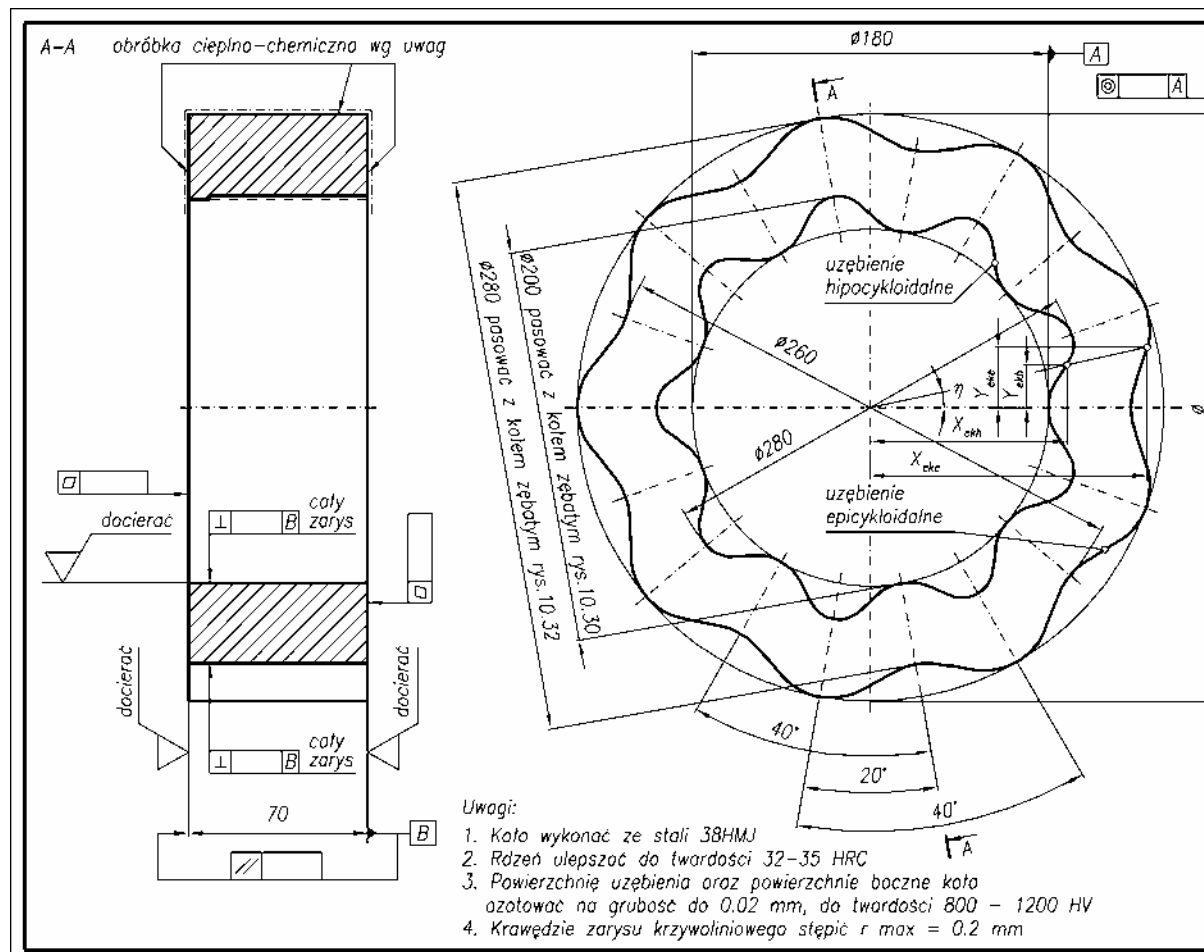 A-A obróbka cieplno-chemiczna wg uwag
Ø180
A
A
A
Ø280 pasować z kołem zębatym rys.10.32
Ø200 pasować z kołem zębatym rys.10.30
uzębienie
hipocykloidalne
Ø260
Ø280
η
Yeke
Yekh
Xekh
Xeke
Ø
uzębienie
epicykloidalne
docierać
B
cały
zarys
docierać
docierać
B
cały
zarys
70
B
40°
20°
40°
A
Uwagi:
1. Koło wykonać ze stali 38HMJ
2. Rdzeń ulepszać do twardości 32-35 HRC
3. Powierzchnię uzębienia oraz powierzchnie boczne koła
azotować na grubość do 0.02 mm, do twardości 800 - 1200 HV
4. Krawędzie zarysu krzywoliniowego stępić r max = 0.2 mm